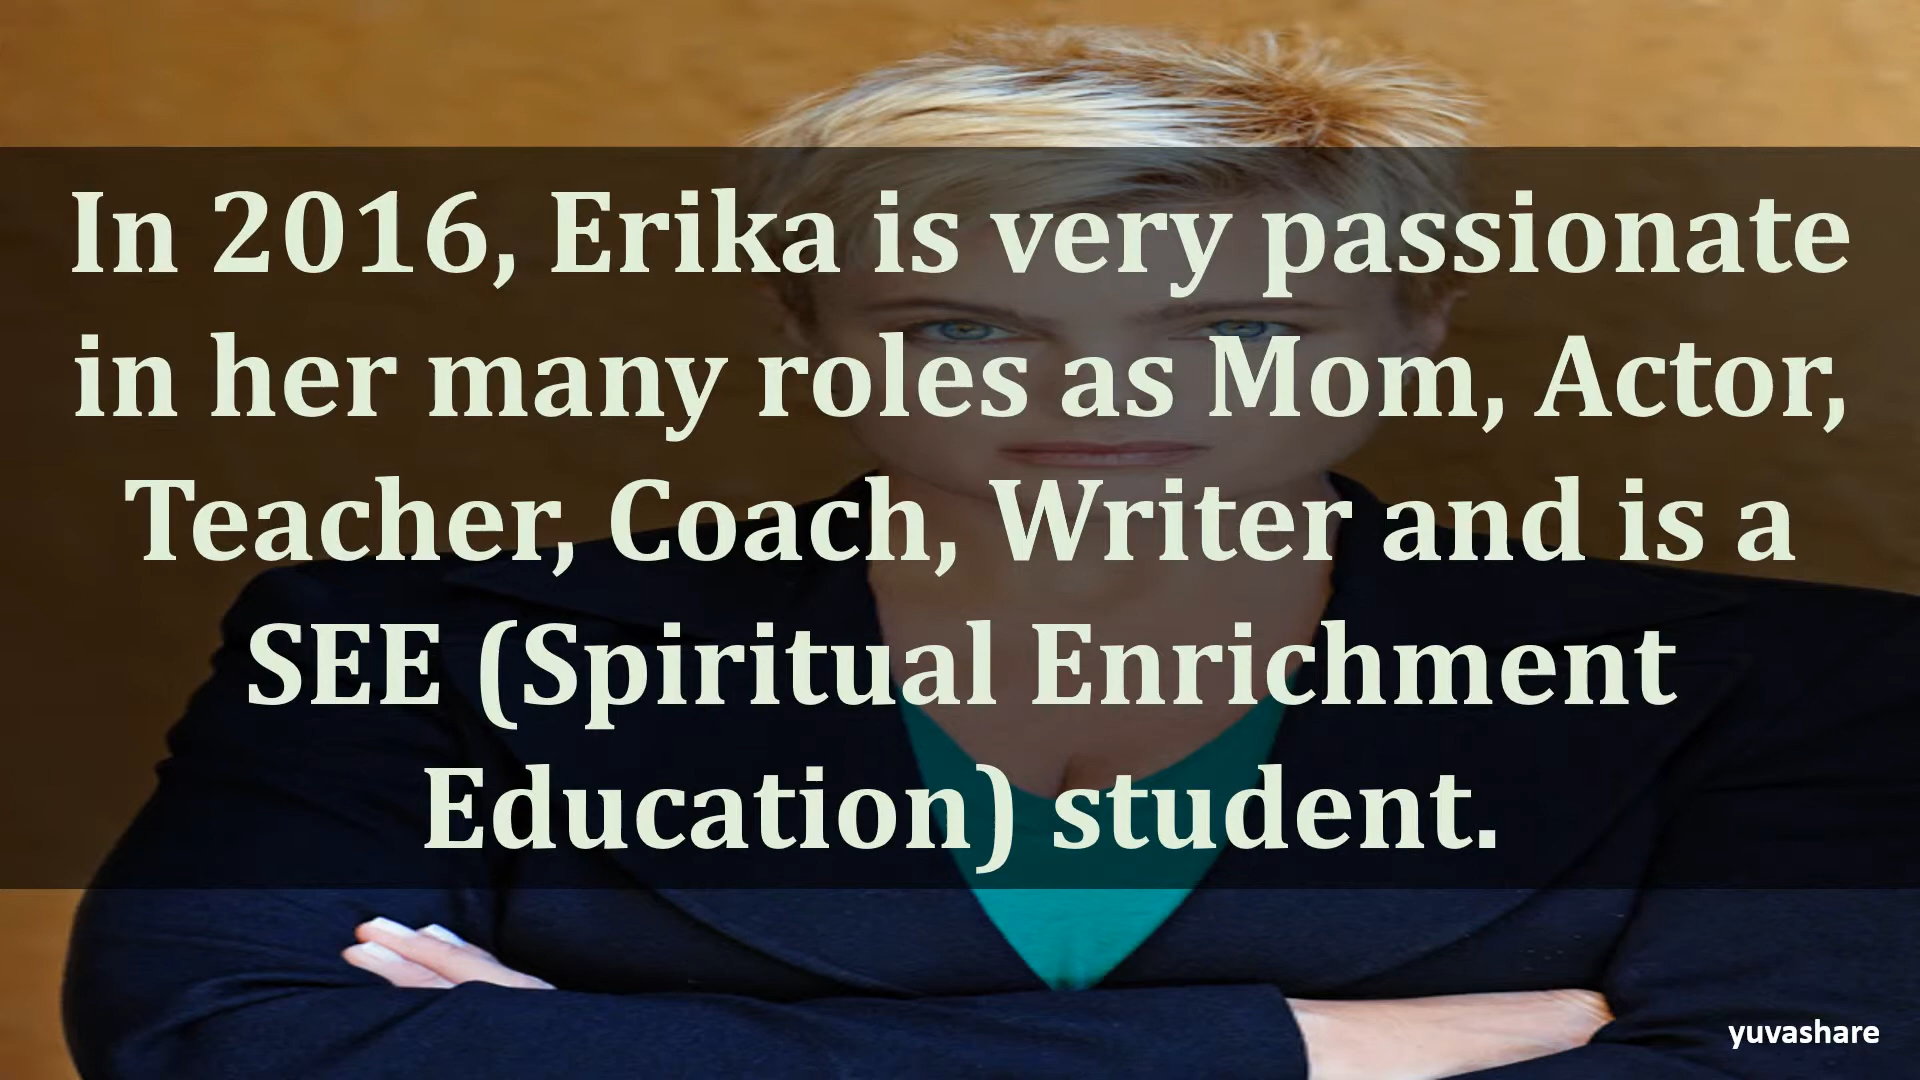 In 2016, Erika is very passionate
in her many roles as Mom, Actor,
Teacher, Coach, Writer and is a
SEE (Spiritual Enrichment
Education) student.
yuvashare